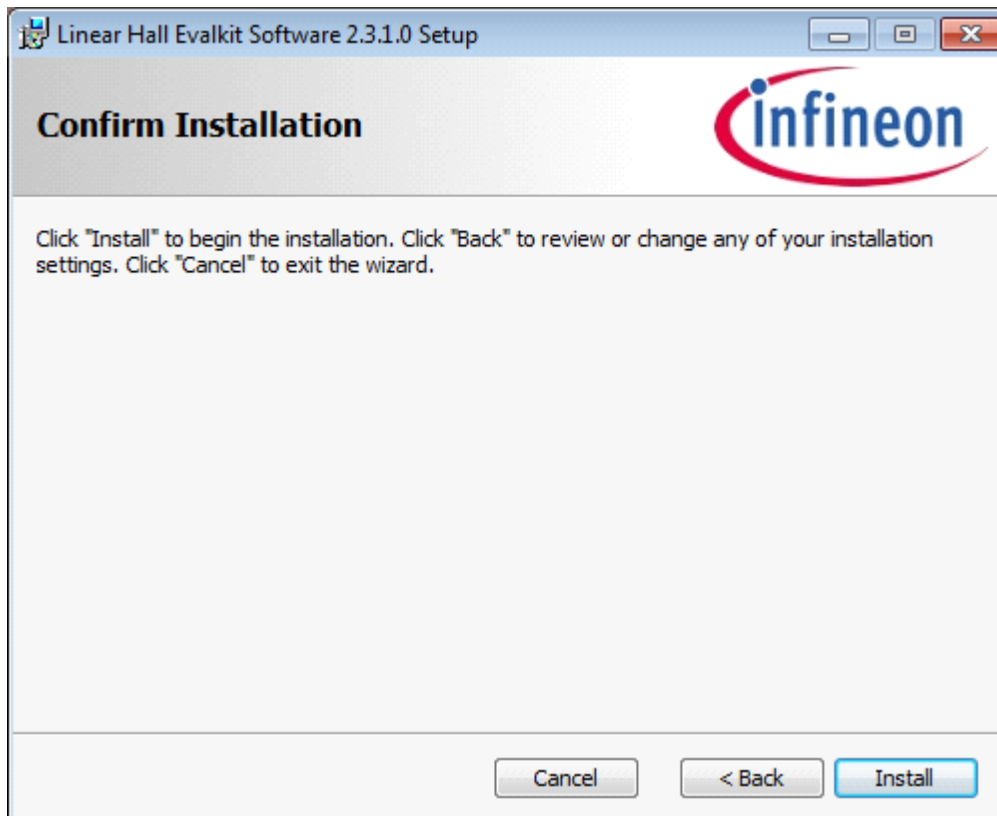 Linear Hall Evalkit Software 2.3.1.0 Setup
Confirm Installation
infineon
Click "Install" to begin the installation. Click "Back" to review or change any of your installation
settings. Click "Cancel" to exit the wizard.
Cancel
< Back
Install